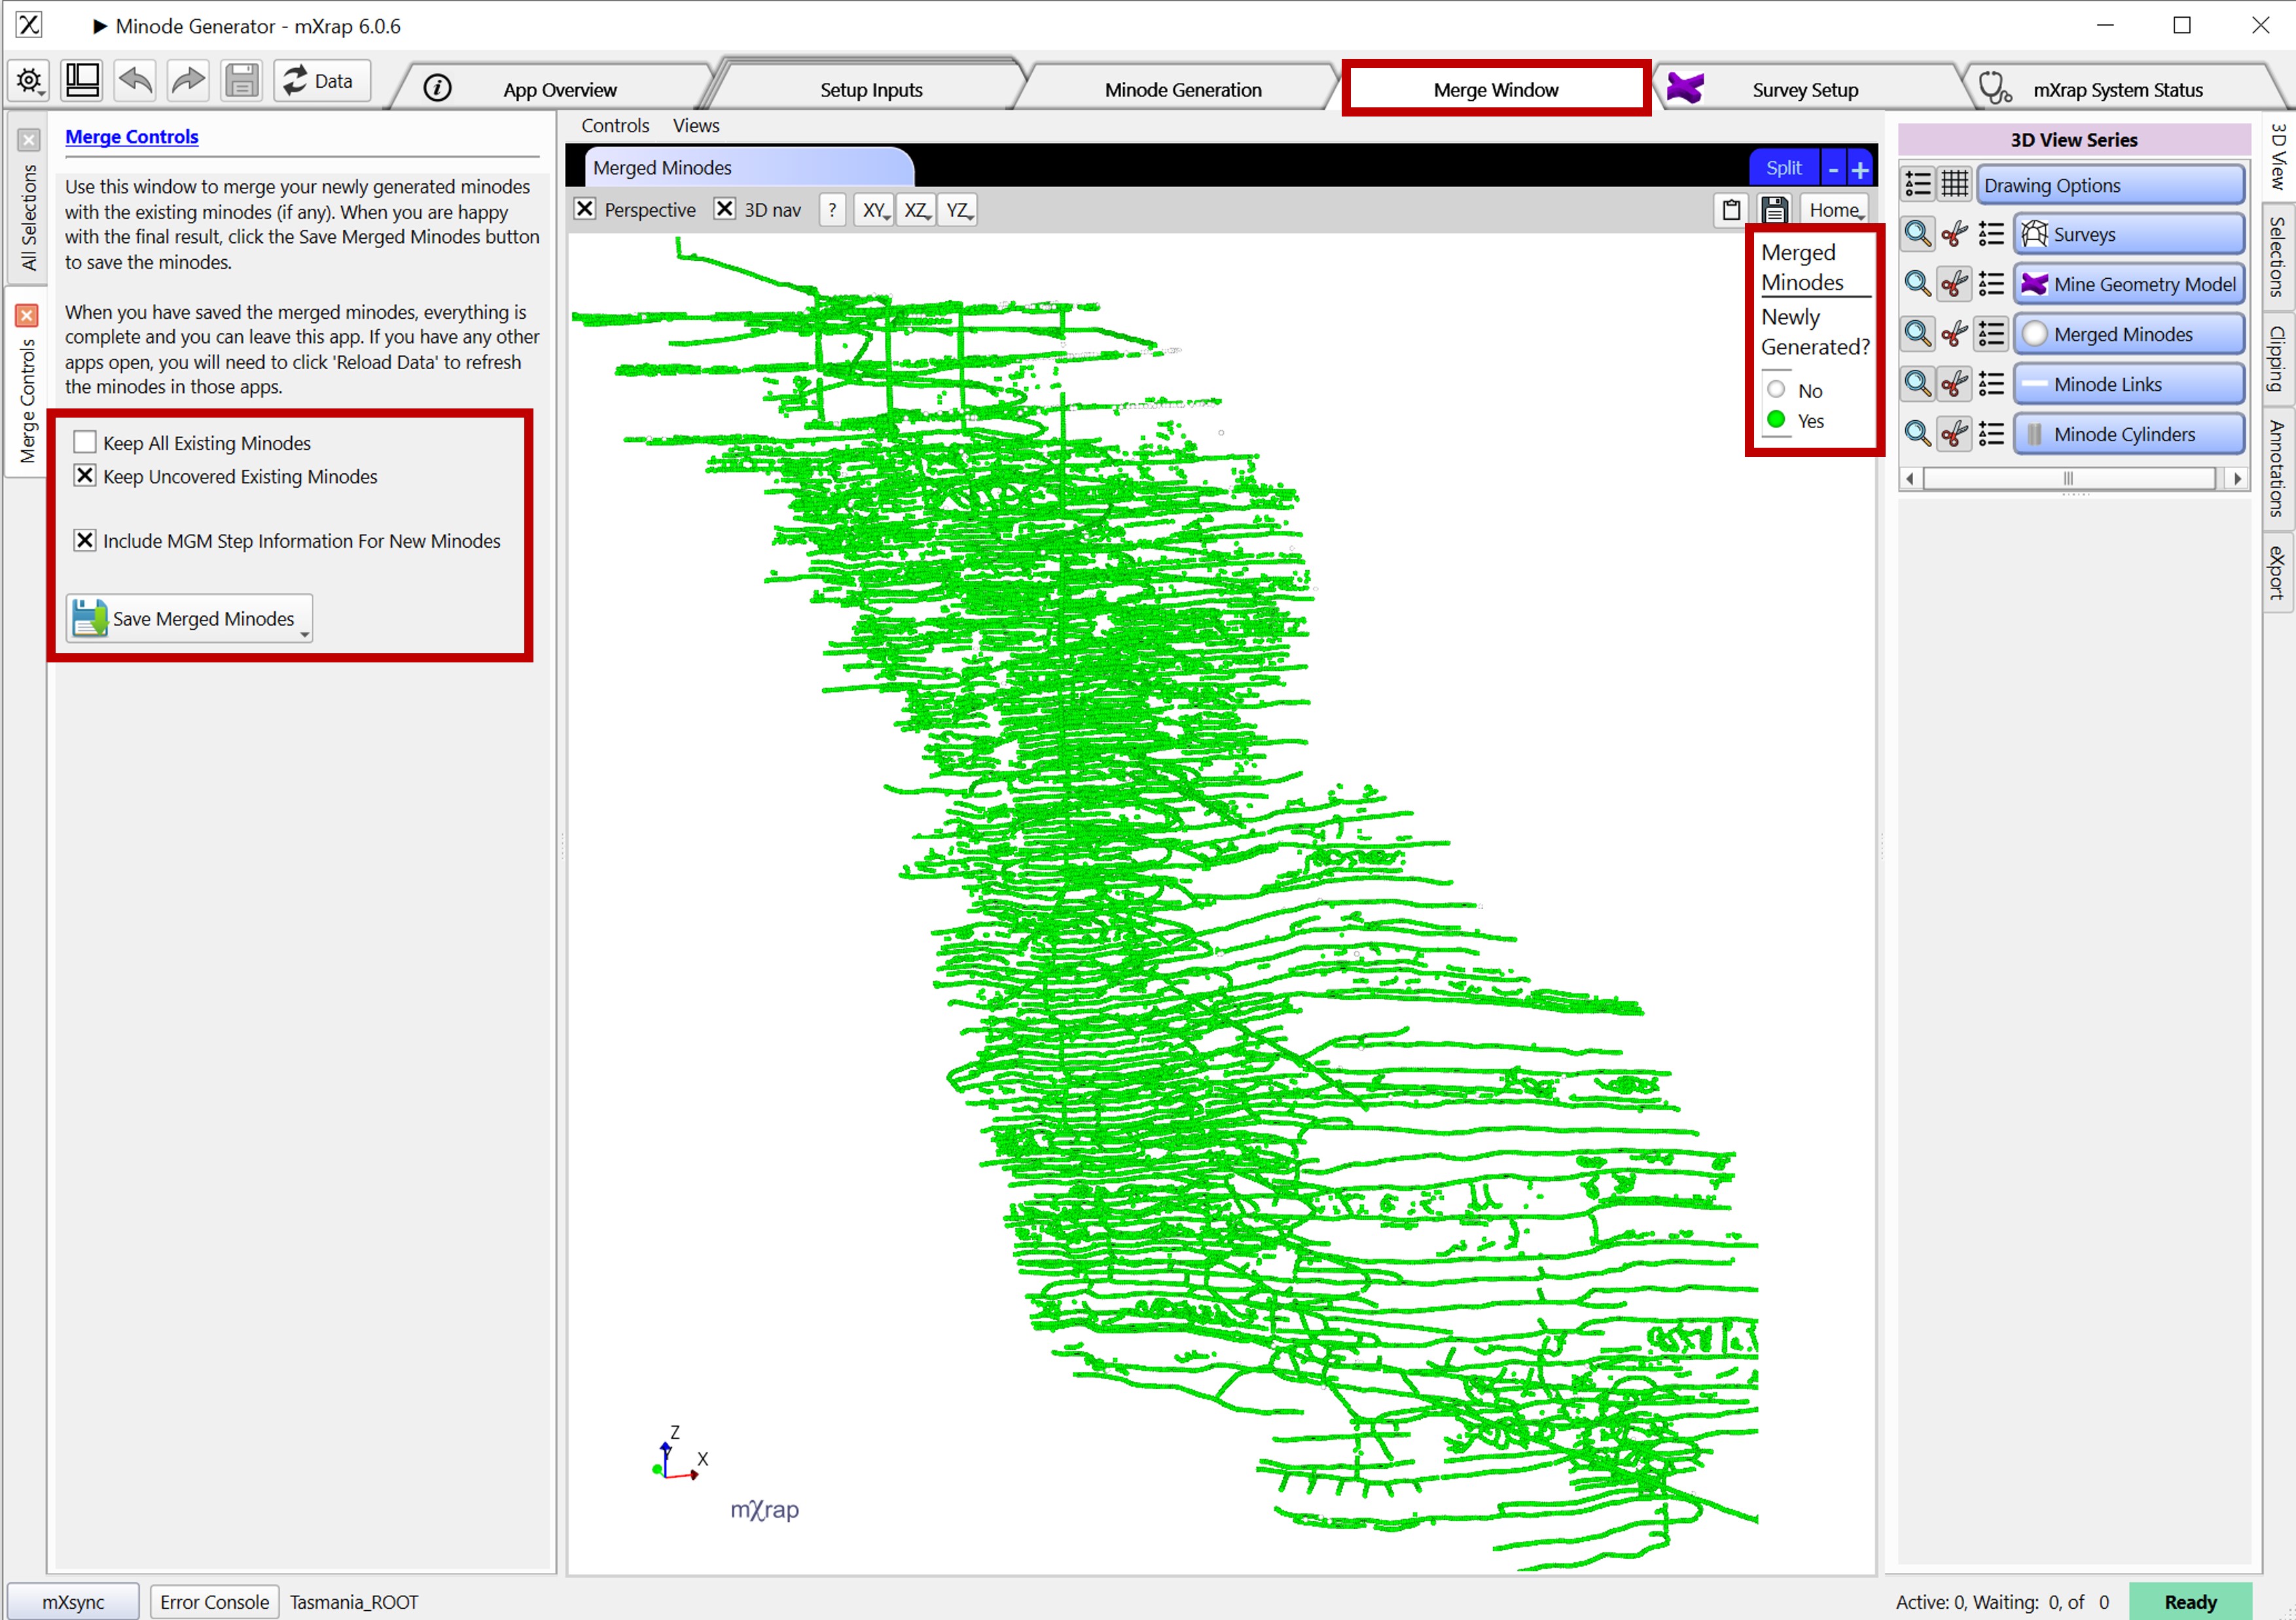 Minode Generator - mXrap 6.0.6
Data
App Overview
Setup Inputs
Minode Generation
Merge Window
Survey Setup
mXrap System Status
All Selections
Merge Controls
Merge Controls
Use this window to merge your newly generated minodes
with the existing minodes (if any). When you are happy
with the final result, click the Save Merged Minodes button
to save the minodes.
When you have saved the merged minodes, everything is
complete and you can leave this app. If you have any other
apps open, you will need to click 'Reload Data' to refresh
the minodes in those apps.
Keep All Existing Minodes
Keep Uncovered Existing Minodes
Include MGM Step Information For New Minodes
Save Merged Minodes
Controls Views
Merged Minodes
Split - +
Perspective 3D nav ? XY XZ YZ
Home
Merged
Minodes
Newly
Generated?
No
Yes
Z
Y
X
mXrap
3D View Series
Drawing Options
Surveys
Mine Geometry Model
Merged Minodes
Minode Links
Minode Cylinders
3D View
Selections
Clipping
Annotations
eXport
mXsync
Error Console
Tasmania_ROOT
Active: 0, Waiting: 0, of 0
Ready